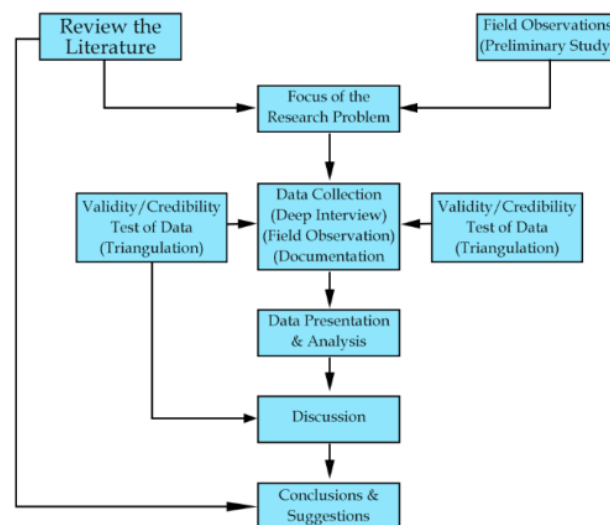 Review the
Literature
Field Observations
(Preliminary Study
Focus of the
Research Problem
Validity/Credibility
Test of Data
(Triangulation)
Data Collection
(Deep Interview)
(Field Observation)
(Documentation
Validity/Credibility
Test of Data
(Triangulation)
Data Presentation
& Analysis
Discussion
Conclusions &
Suggestions